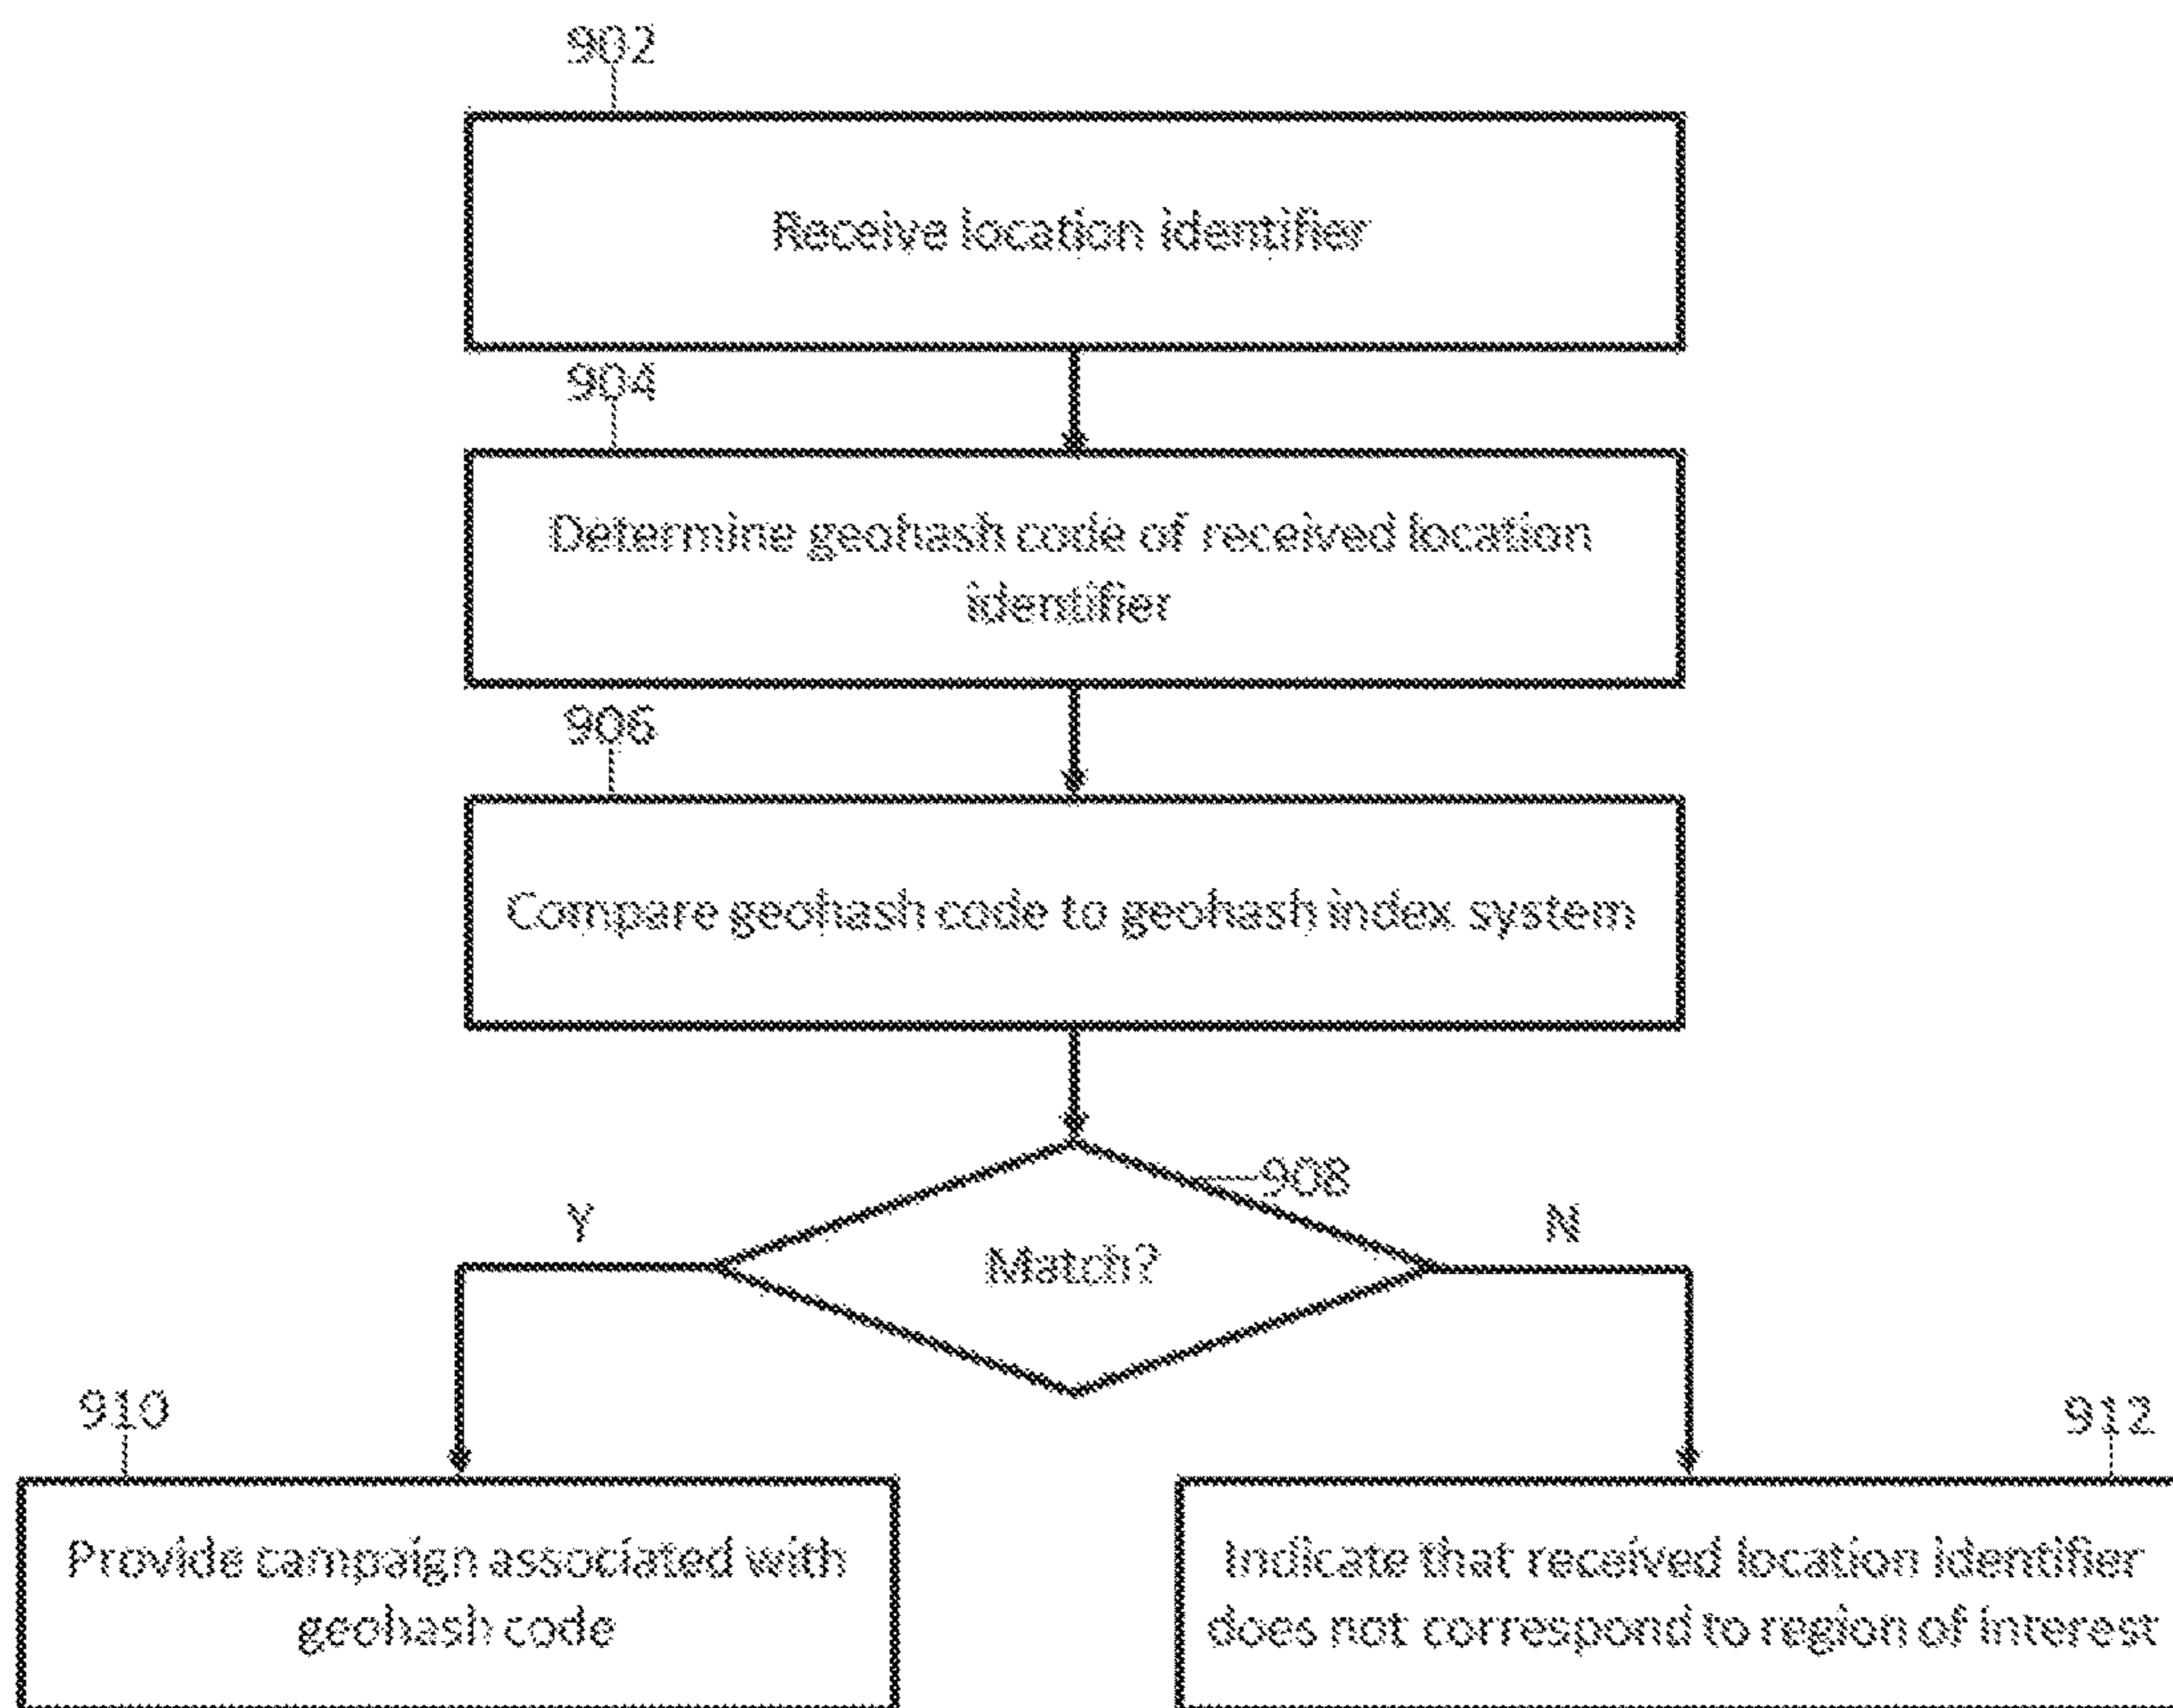 902
Receive location identifier
904
Determine geohash code of received location
identifier
906
Compare geohash code to geohash index system
908
Y
N
Match?
910
912
Provide campaign associated with
geohash code
Indicate that received location identifier
does not correspond to region of interest